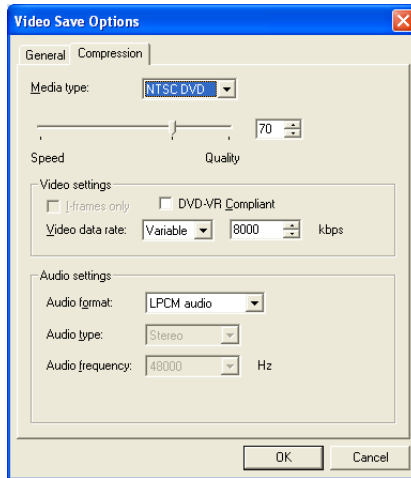 Video Save Options
General Compression
Media type: NTSC DVD
70
Speed Quality
Video settings
I-frames only DVD-VR Compliant
Video data rate: Variable 8000 kbps
Audio settings
Audio format: LPCM audio
Audio type: Stereo
Audio frequency: 48000 Hz
OK Cancel